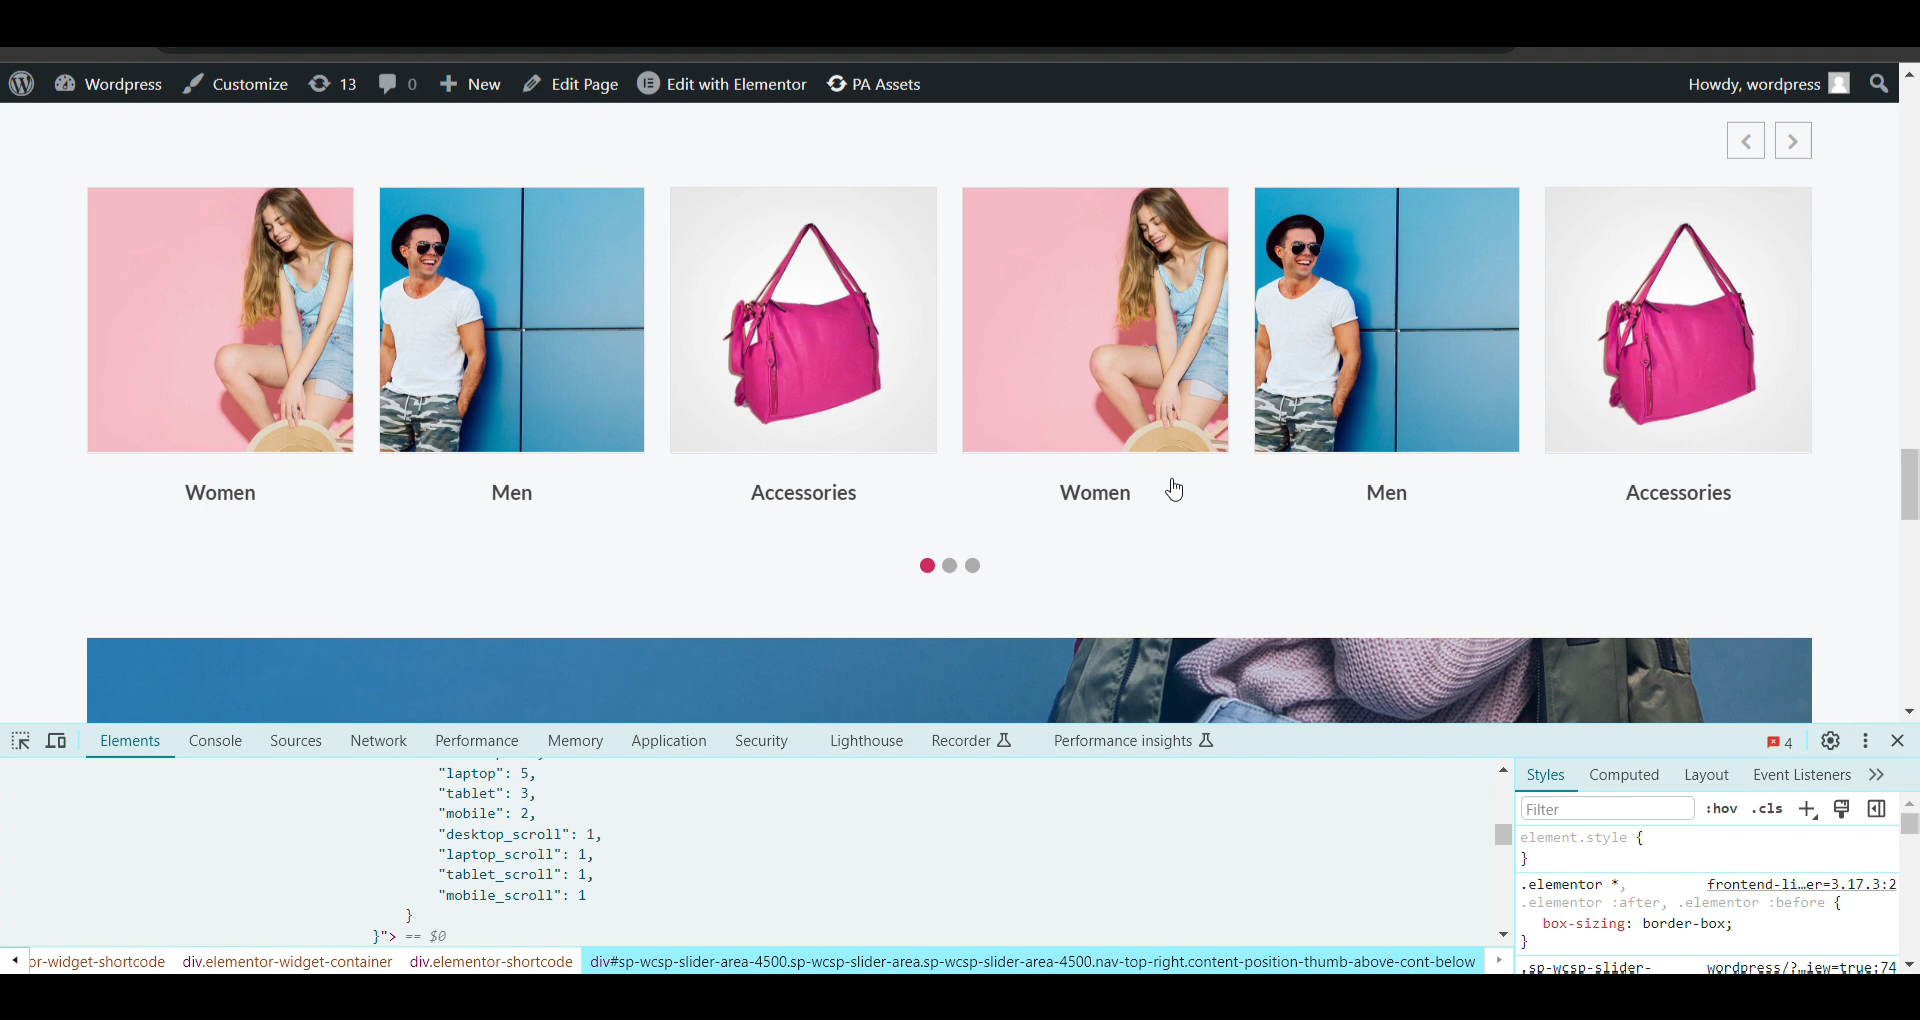 Wordpress Customize 13 0 New Edit Page Edit with Elementor PA Assets Howdy, wordpress
Women Men Accessories Women Men Accessories
Elements Console Sources Network Performance Memory Application Security Lighthouse Recorder Performance insights 4
"laptop": 5,
"tablet": 3,
"mobile": 2,
"desktop_scroll": 1,
"laptop_scroll": 1,
"tablet_scroll": 1,
"mobile_scroll": 1
}
}"> == $0
or-widget-shortcode div.elementor-widget-container div.elementor-shortcode div#sp-wcsp-slider-area-4500.sp-wcsp-slider-area.sp-wcsp-slider-area-4500.nav-top-right.content-position-thumb-above-cont-below
Styles Computed Layout Event Listeners
Filter :hov .cls
element.style {
}
.elementor *, frontend-li…er=3.17.3:2
.elementor :after, .elementor :before {
box-sizing: border-box;
}
.sp-wcsp-slider- wordpress/?…iew=true:74